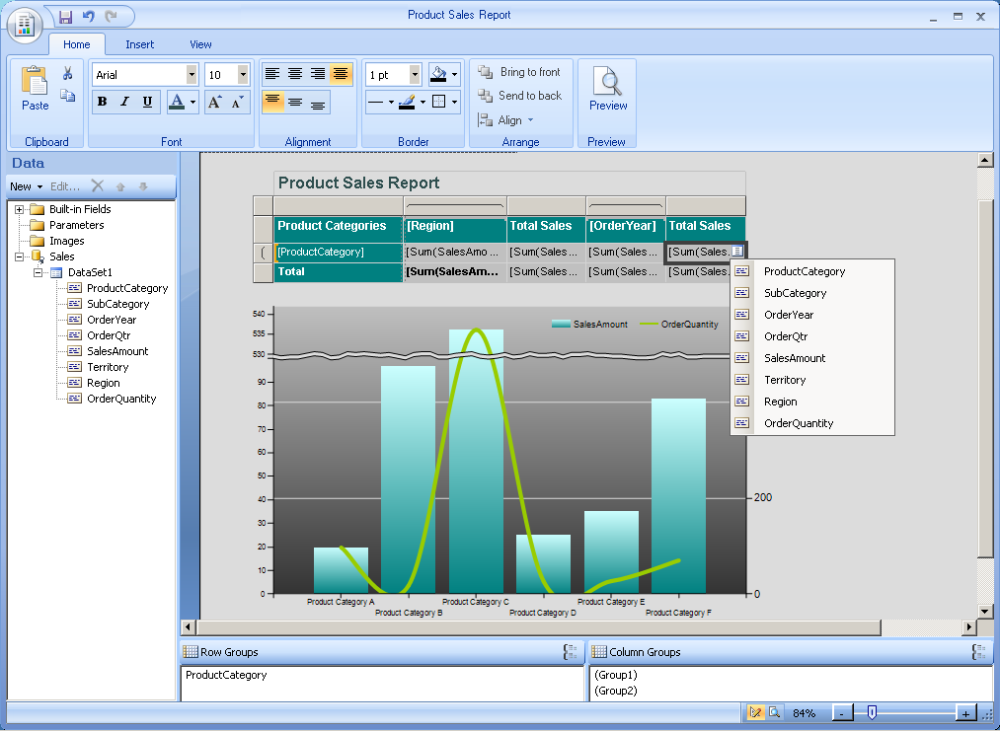 Product Sales Report
Home Insert View
Arial 10 1 pt Bring to front
Send to back
Paste B I U A A A Align Preview
Clipboard Font Alignment Border Arrange Preview
Data
New Edit...
Built-in Fields
Parameters
Images
Sales
DataSet1
ProductCategory
SubCategory
OrderYear
OrderQtr
SalesAmount
Territory
Region
OrderQuantity
Product Sales Report
Product Categories [Region] Total Sales [OrderYear] Total Sales
[ProductCategory] [Sum(SalesAmo... [Sum(Sales... [Sum(Sales... [Sum(Sales.
Total [Sum(SalesAm... [Sum(Sales... [Sum(Sales... [Sum(Sales.
ProductCategory
SubCategory
OrderYear
OrderQtr
SalesAmount
Territory
Region
OrderQuantity
SalesAmount OrderQuantity
540
535
530
90
80
70
60
50
40
30
20
10
0
200
0
Product Category A Product Category C Product Category E
Product Category B Product Category D Product Category F
Row Groups Column Groups
ProductCategory (Group1)
(Group2)
84% - +